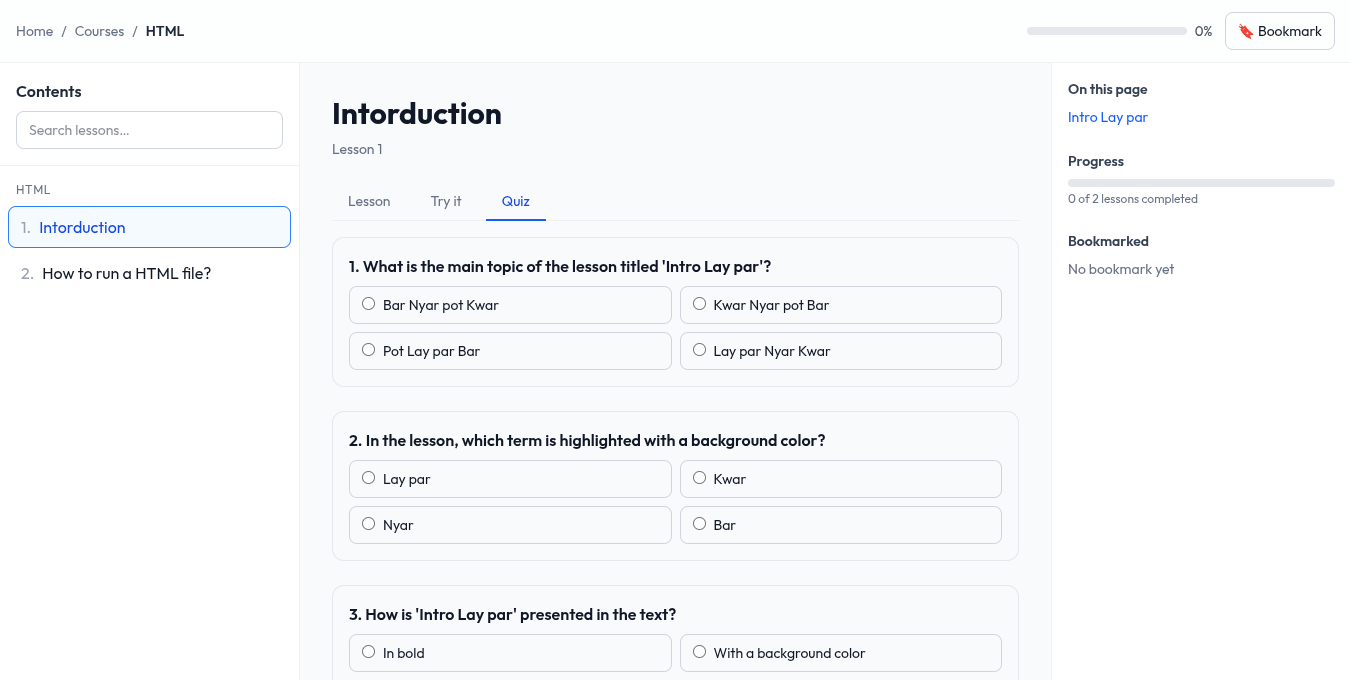 Home / Courses / HTML
0%
🔖 Bookmark
Contents
Search lessons...
HTML
1. Intorduction
2. How to run a HTML file?
Intorduction
Lesson 1
Lesson Try it Quiz
1. What is the main topic of the lesson titled 'Intro Lay par'?
Bar Nyar pot Kwar
Kwar Nyar pot Bar
Pot Lay par Bar
Lay par Nyar Kwar
2. In the lesson, which term is highlighted with a background color?
Lay par
Kwar
Nyar
Bar
3. How is 'Intro Lay par' presented in the text?
In bold
With a background color
On this page
Intro Lay par
Progress
0 of 2 lessons completed
Bookmarked
No bookmark yet